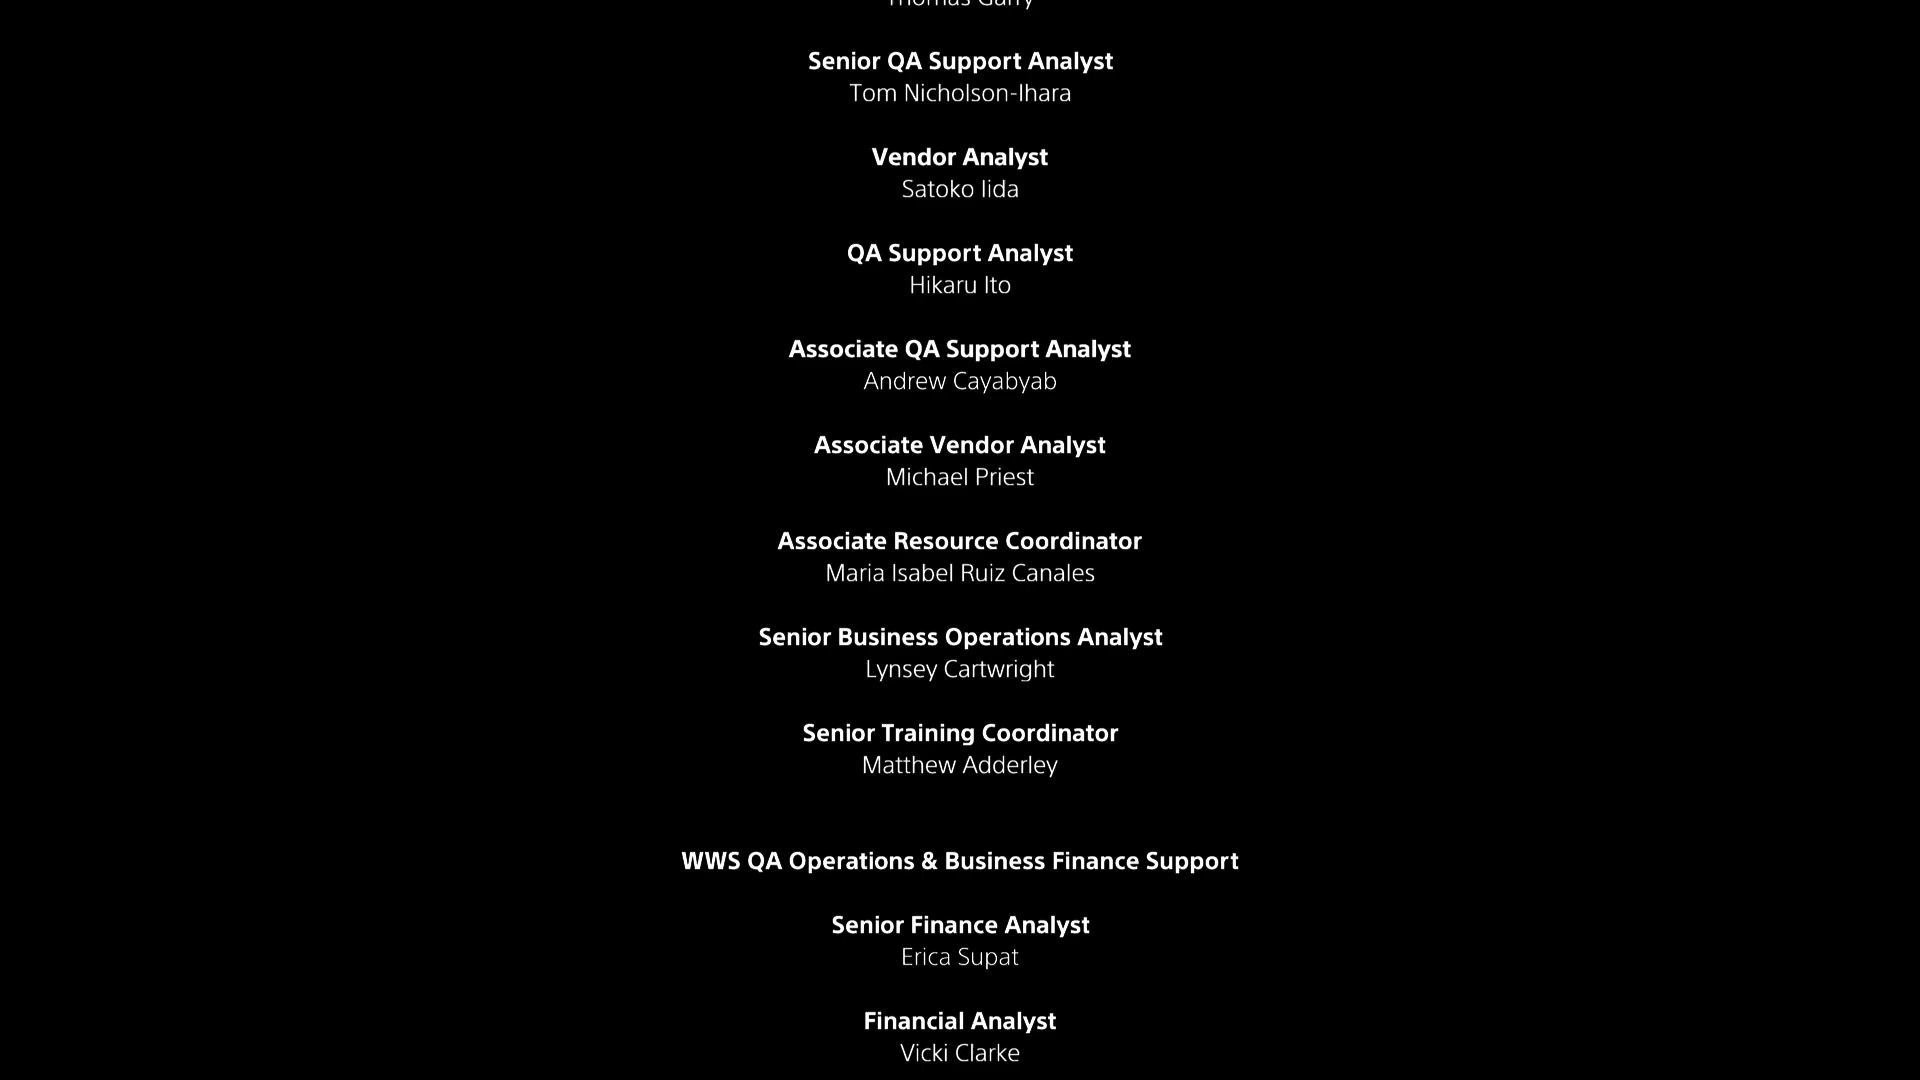 Thomas Garry
Senior QA Support Analyst
Tom Nicholson-Ihara
Vendor Analyst
Satoko Iida
QA Support Analyst
Hikaru Ito
Associate QA Support Analyst
Andrew Cayabyab
Associate Vendor Analyst
Michael Priest
Associate Resource Coordinator
Maria Isabel Ruiz Canales
Senior Business Operations Analyst
Lynsey Cartwright
Senior Training Coordinator
Matthew Adderley
WWS QA Operations & Business Finance Support
Senior Finance Analyst
Erica Supat
Financial Analyst
Vicki Clarke